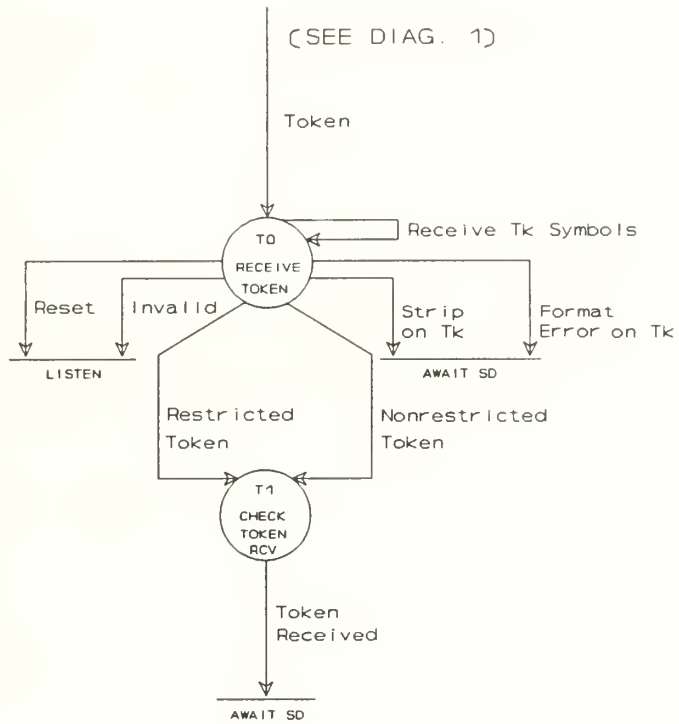 (SEE DIAG. 1)
Token
T0
RECEIVE
TOKEN
Receive Tk Symbols
Reset
Invalid
Strip
on Tk
Format
Error on Tk
LISTEN
AWAIT SD
Restricted
Token
Nonrestricted
Token
T1
CHECK
TOKEN
RCV
Token
Received
AWAIT SD